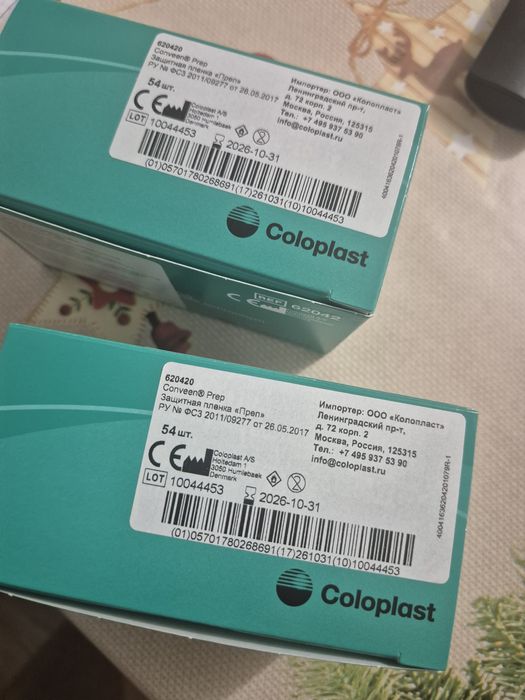 620420
Conveen® Prep
Защитная пленка «Преп»
РУ № ФСЗ 2011/09277 от 26.05.2017
54 шт.
Coloplast A/S
Holtedam 1
3050 Humlebaek
Denmark
LOT 10044453
2026-10-31
Импортер: ООО «Колопласт»
Ленинградский пр-т,
д. 72 корп. 2
Москва, Россия, 125315
Тел.: +7 495 937 53 90
info@coloplast.ru
(01)05701780268691(17)261031(10)10044453
Coloplast
CE
REF 62042
620420
Conveen® Prep
Защитная пленка «Преп»
РУ № ФСЗ 2011/09277 от 26.05.2017
54 шт.
CE
Coloplast A/S
Holtedam 1
3050 Humlebaek
Denmark
LOT 10044453
2026-10-31
Импортер: ООО «Колопласт»
Ленинградский пр-т,
д. 72 корп. 2
Москва, Россия, 125315
Тел.: +7 495 937 53 90
info@coloplast.ru
(01)05701780268691(17)261031(10)10044453
Coloplast